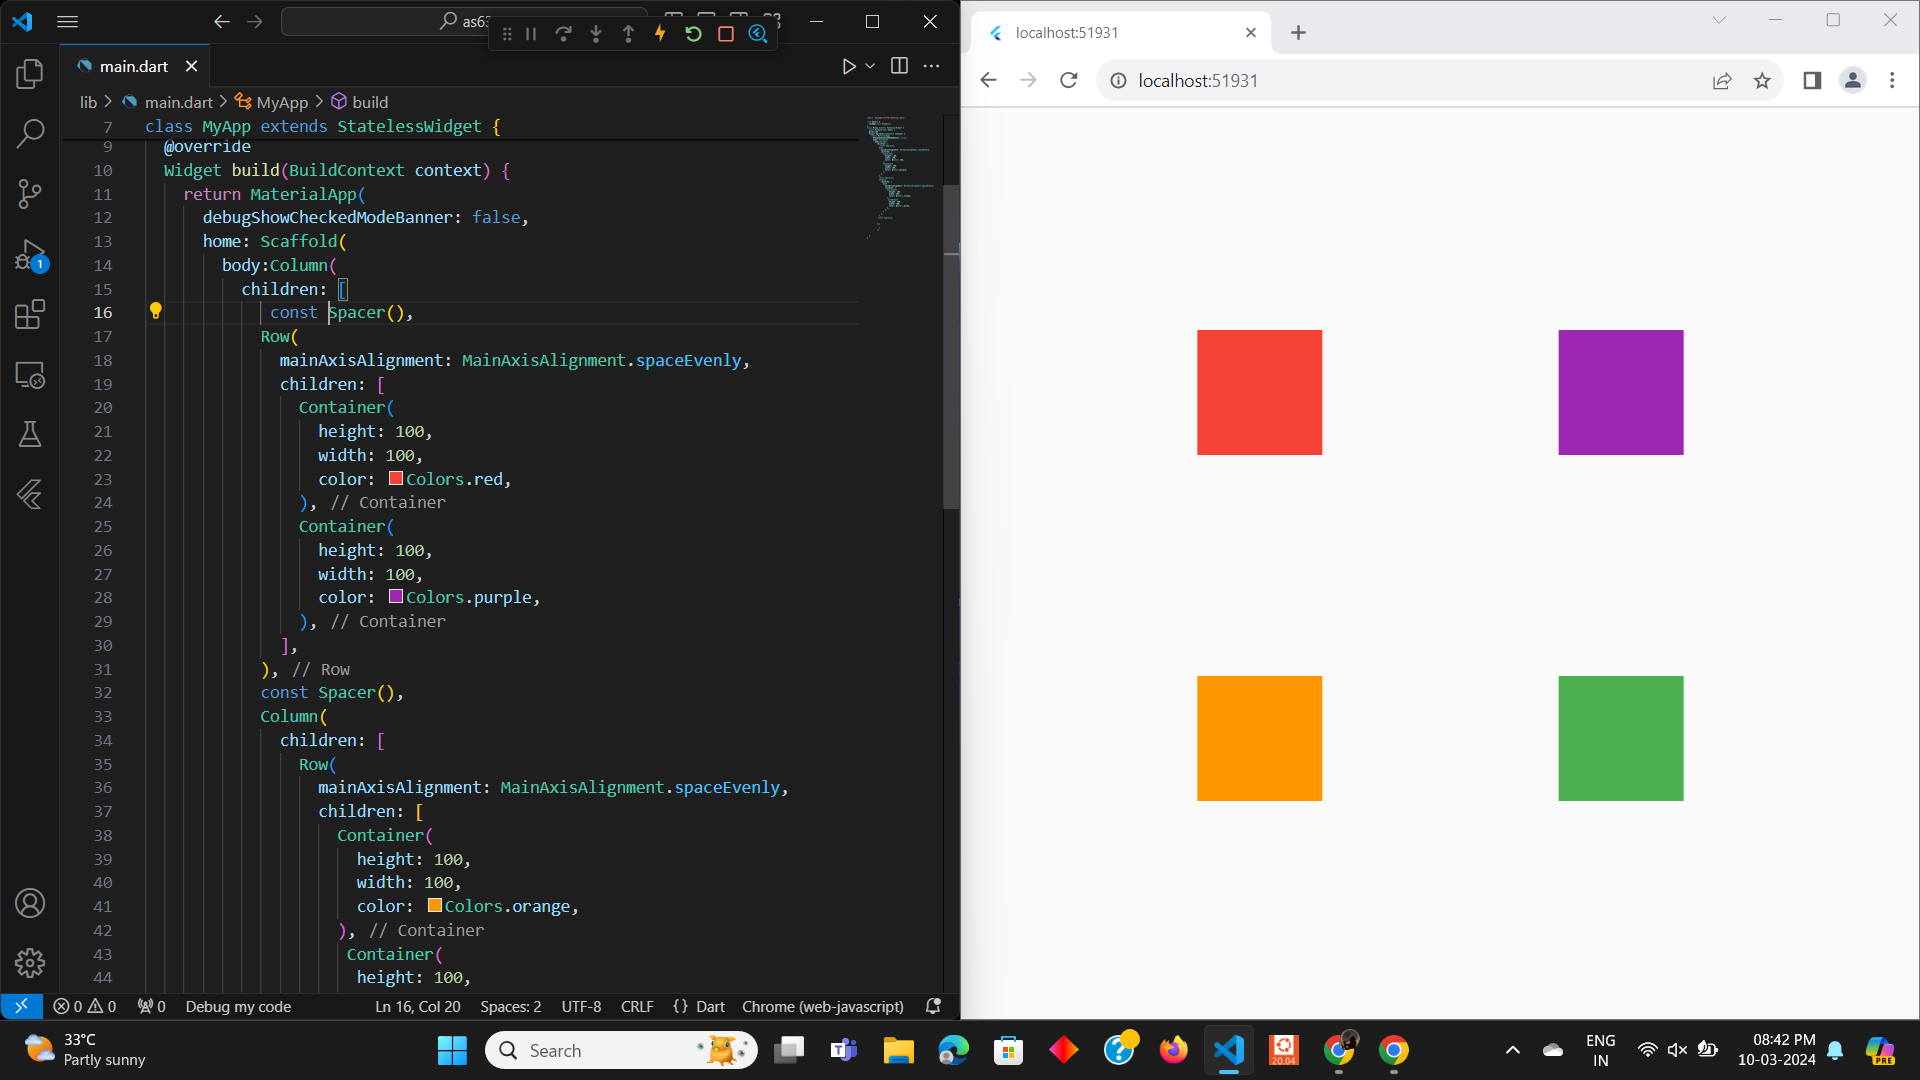 as63
main.dart
lib > main.dart > MyApp > build
7 class MyApp extends StatelessWidget {
9 @override
10 Widget build(BuildContext context) {
11 return MaterialApp(
12 debugShowCheckedModeBanner: false,
13 home: Scaffold(
14 body:Column(
15 children: [
16 const Spacer(),
17 Row(
18 mainAxisAlignment: MainAxisAlignment.spaceEvenly,
19 children: [
20 Container(
21 height: 100,
22 width: 100,
23 color: Colors.red,
24 ), // Container
25 Container(
26 height: 100,
27 width: 100,
28 color: Colors.purple,
29 ), // Container
30 ],
31 ), // Row
32 const Spacer(),
33 Column(
34 children: [
35 Row(
36 mainAxisAlignment: MainAxisAlignment.spaceEvenly,
37 children: [
38 Container(
39 height: 100,
40 width: 100,
41 color: Colors.orange,
42 ), // Container
43 Container(
44 height: 100,
1
0 0 0 Debug my code Ln 16, Col 20 Spaces: 2 UTF-8 CRLF {} Dart Chrome (web-javascript)
localhost:51931
localhost:51931
33°C
Partly sunny
Search
20.04
ENG
IN
08:42 PM
10-03-2024
PRE